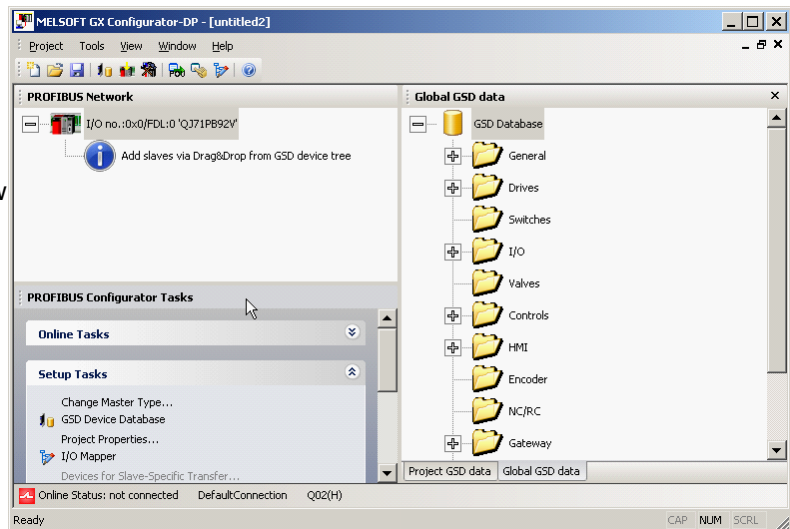 MELSOFT GX Configurator-DP - [untitled2]
Project Tools View Window Help
PROFIBUS Network
I/O no.:0x0/FDL:0 'QJ71PB92V'
Add slaves via Drag&Drop from GSD device tree
w
PROFIBUS Configurator Tasks
Online Tasks
Setup Tasks
Change Master Type...
GSD Device Database
Project Properties...
I/O Mapper
Devices for Slave-Specific Transfer...
Global GSD data
GSD Database
General
Drives
Switches
I/O
Valves
Controls
HMI
Encoder
NC/RC
Gateway
Project GSD data Global GSD data
Online Status: not connected DefaultConnection Q02(H)
Ready CAP NUM SCRL